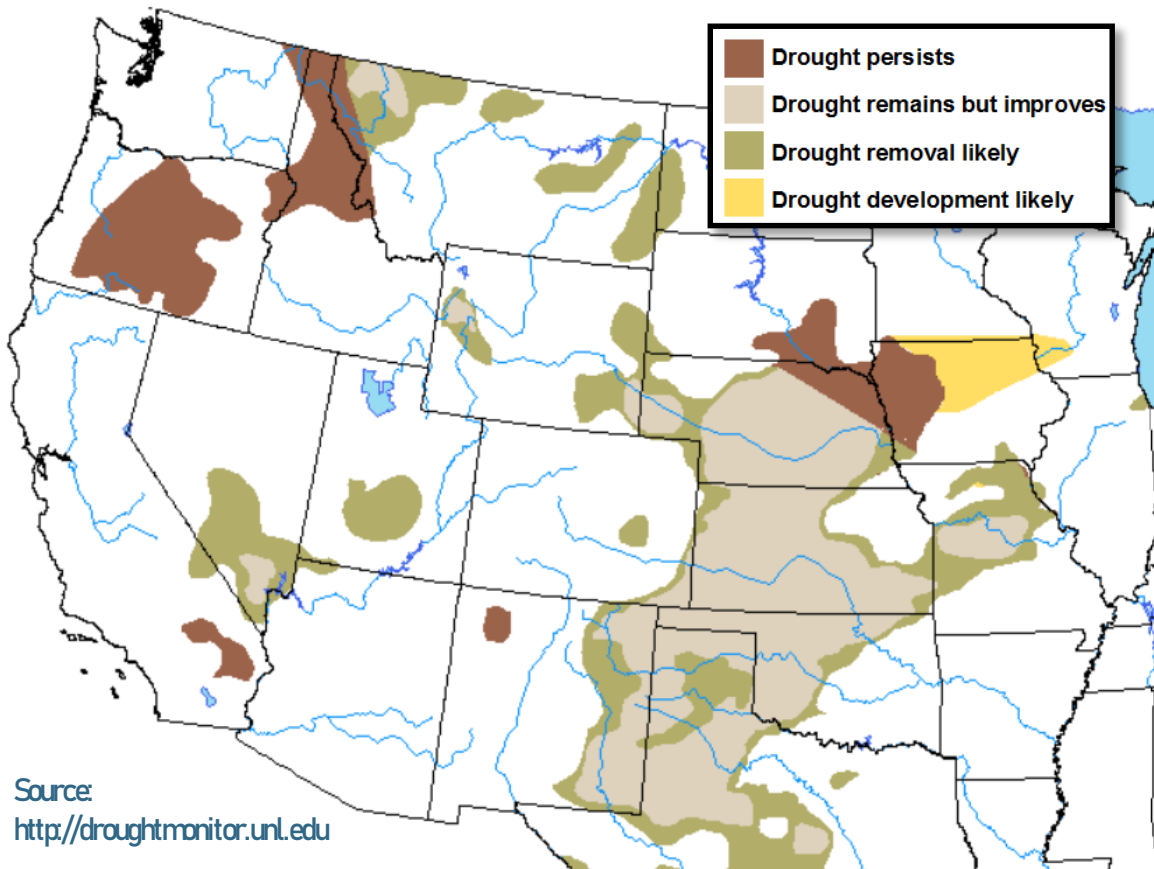 Drought persists
Drought remains but improves
Drought removal likely
Drought development likely
Source:
http://droughtmonitor.unl.edu